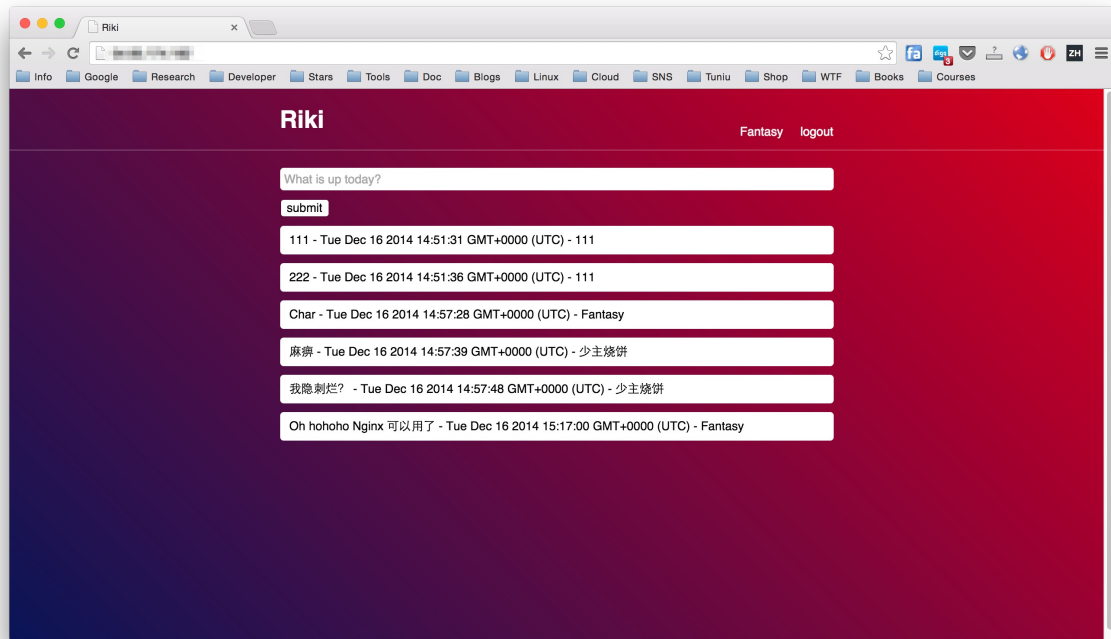 Riki
Info Google Research Developer Stars Tools Doc Blogs Linux Cloud SNS Tuniu Shop WTF Books Courses
digg 3 ? ZH
Riki
Fantasy logout
What is up today?
submit
111 - Tue Dec 16 2014 14:51:31 GMT+0000 (UTC) - 111
222 - Tue Dec 16 2014 14:51:36 GMT+0000 (UTC) - 111
Char - Tue Dec 16 2014 14:57:28 GMT+0000 (UTC) - Fantasy
麻痹 - Tue Dec 16 2014 14:57:39 GMT+0000 (UTC) - 少主烧饼
我隐刺烂? - Tue Dec 16 2014 14:57:48 GMT+0000 (UTC) - 少主烧饼
Oh hohoho Nginx 可以用了 - Tue Dec 16 2014 15:17:00 GMT+0000 (UTC) - Fantasy